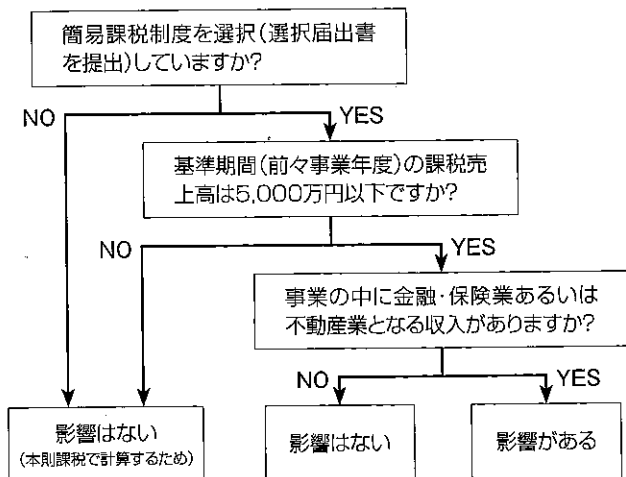 簡易課税制度を選択（選択届出書
を提出）していますか？
NO
YES
基準期間（前々事業年度）の課税売
上高は5,000万円以下ですか？
NO
YES
事業の中に金融・保険業あるいは
不動産業となる収入がありますか？
NO
YES
影響はない
（本則課税で計算するため）
影響はない
影響がある